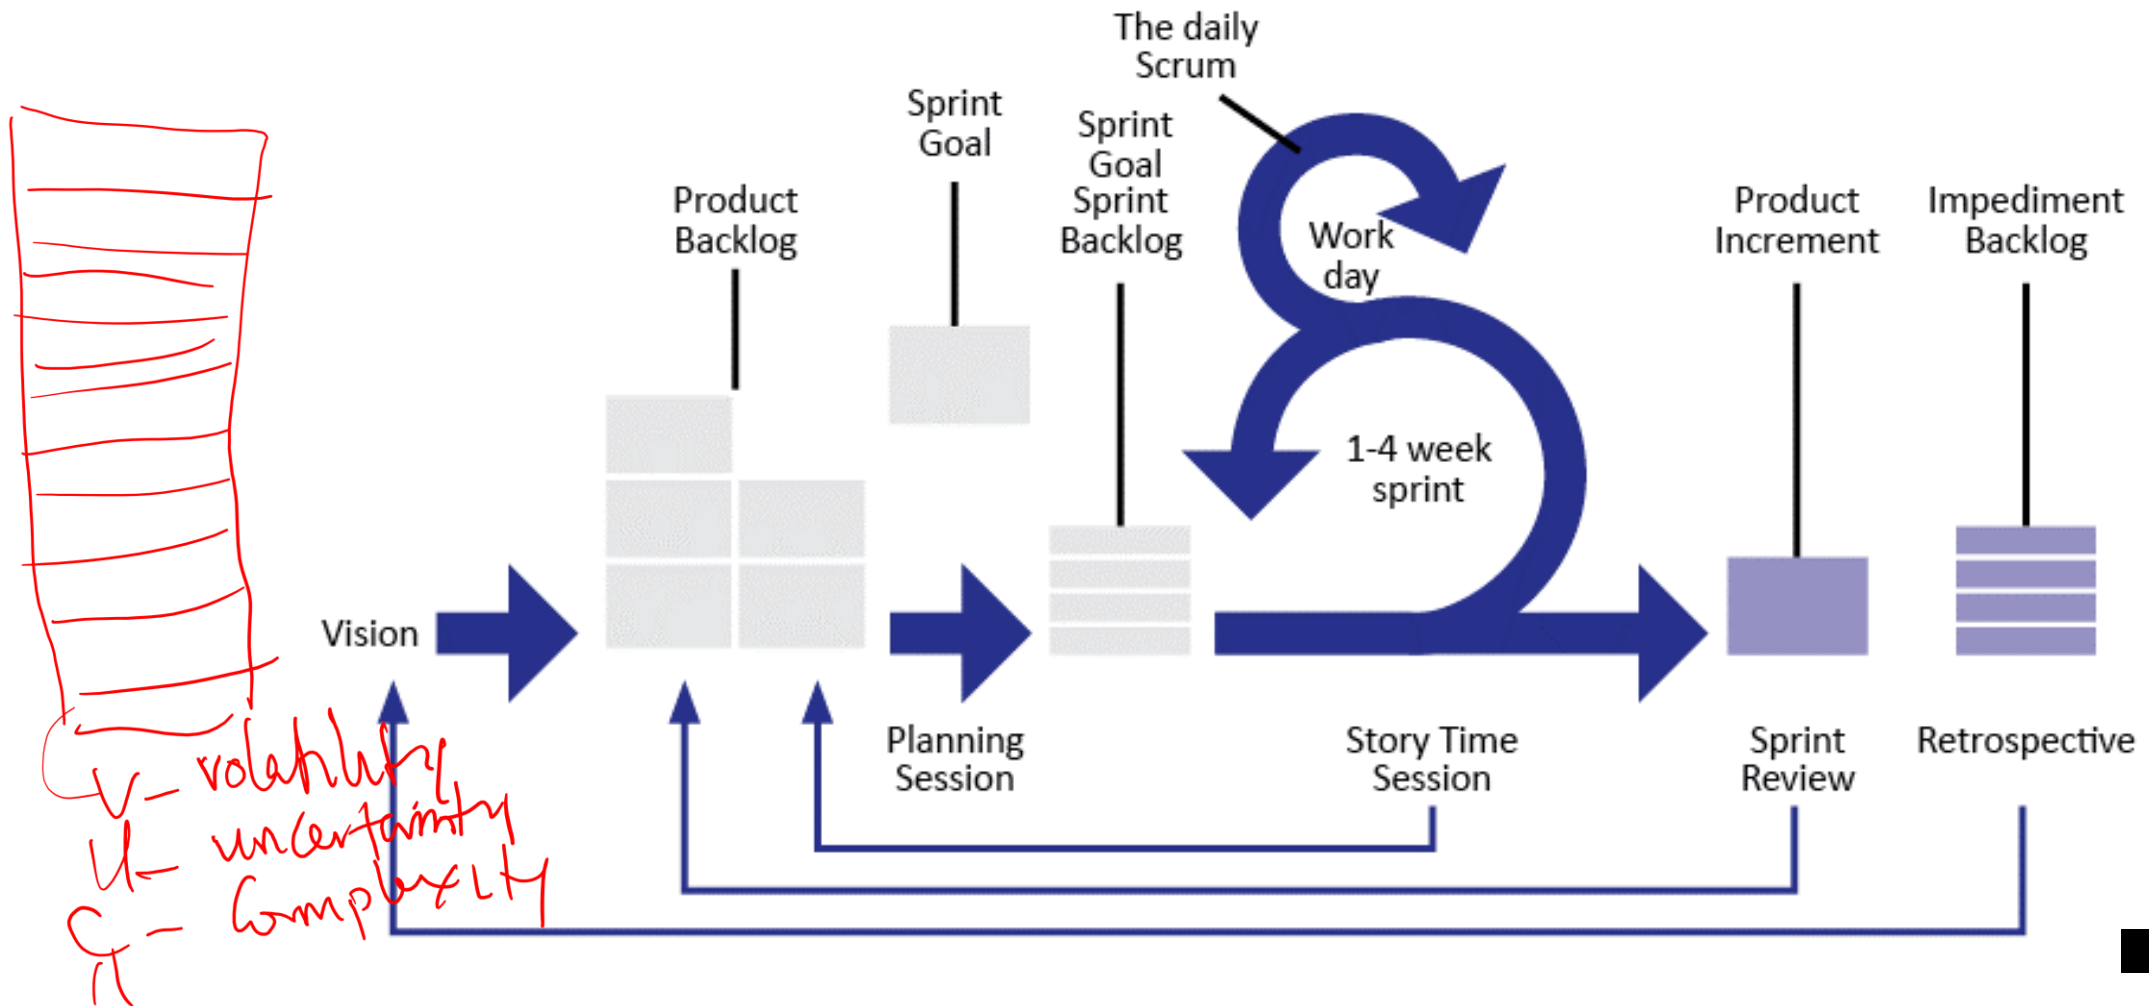 The daily
Scrum
Sprint
Goal
Sprint
Goal
Sprint
Backlog
Product
Backlog
Work
day
Product
Increment
Impediment
Backlog
1-4 week
sprint
Vision
Planning
Session
Story Time
Session
Sprint
Review
Retrospective
V - volatility
U - uncertainty
C - Complexity